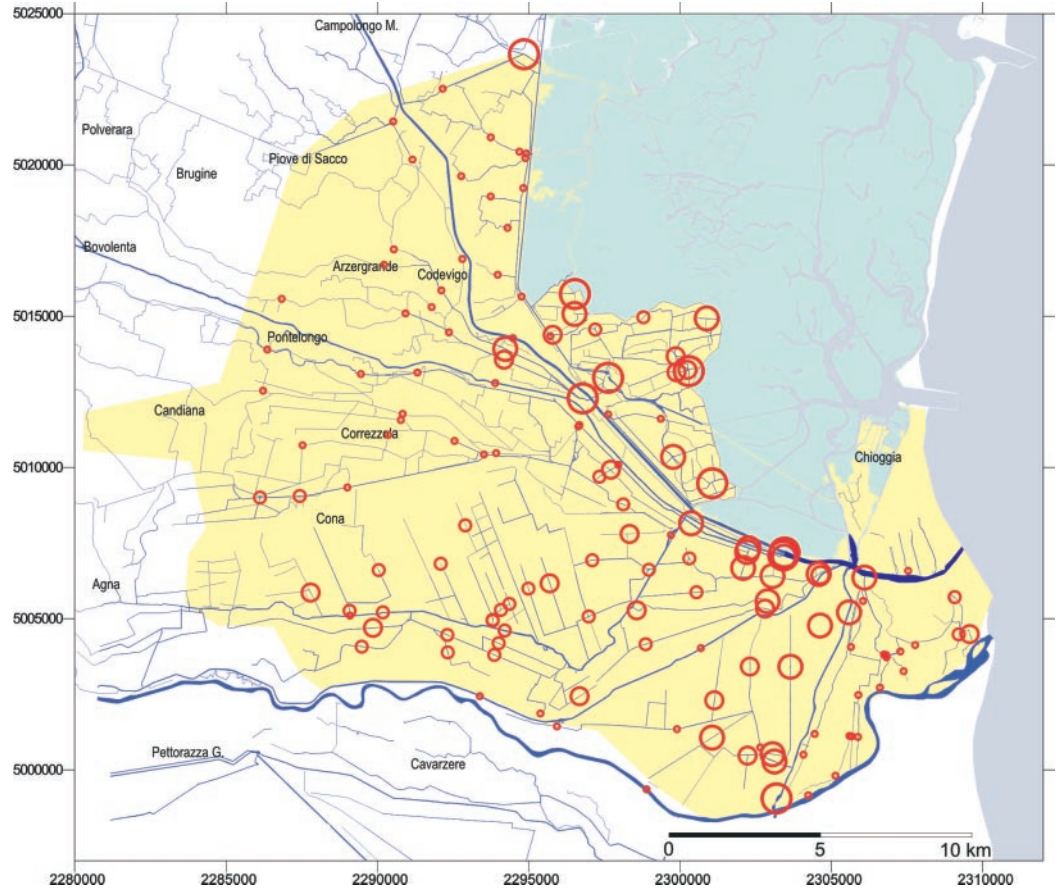 5025000
Campolongo M.
Polverara
5020000
Piove di Sacco
Brugine
Bovolenta
Arzergrande
Codevigo
5015000
Pontelongo
Candiana
Correzzola
5010000
Chioggia
Cona
Agna
5005000
Pettorazza G.
5000000
Cavarzere
0 5 10 km
2280000 2285000 2290000 2295000 2300000 2305000 2310000